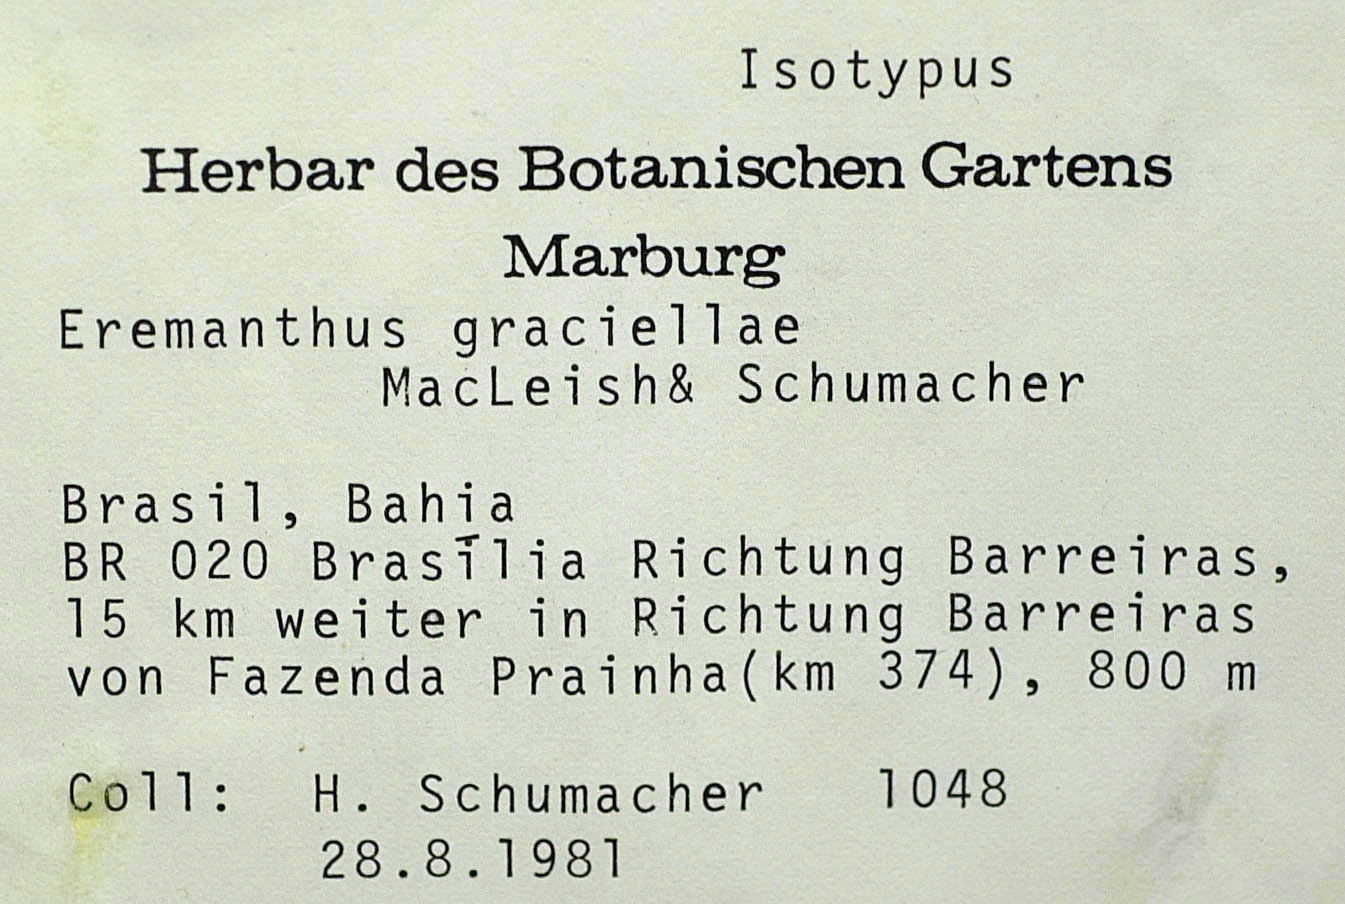 Isotypus
Herbar des Botanischen Gartens
Marburg
Eremanthus graciellae
MacLeish& Schumacher
Brasil, Bahia
BR 020 Brasīlia Richtung Barreiras,
15 km weiter in Richtung Barreiras
von Fazenda Prainha(km 374), 800 m
Coll: H. Schumacher 1048
28.8.1981